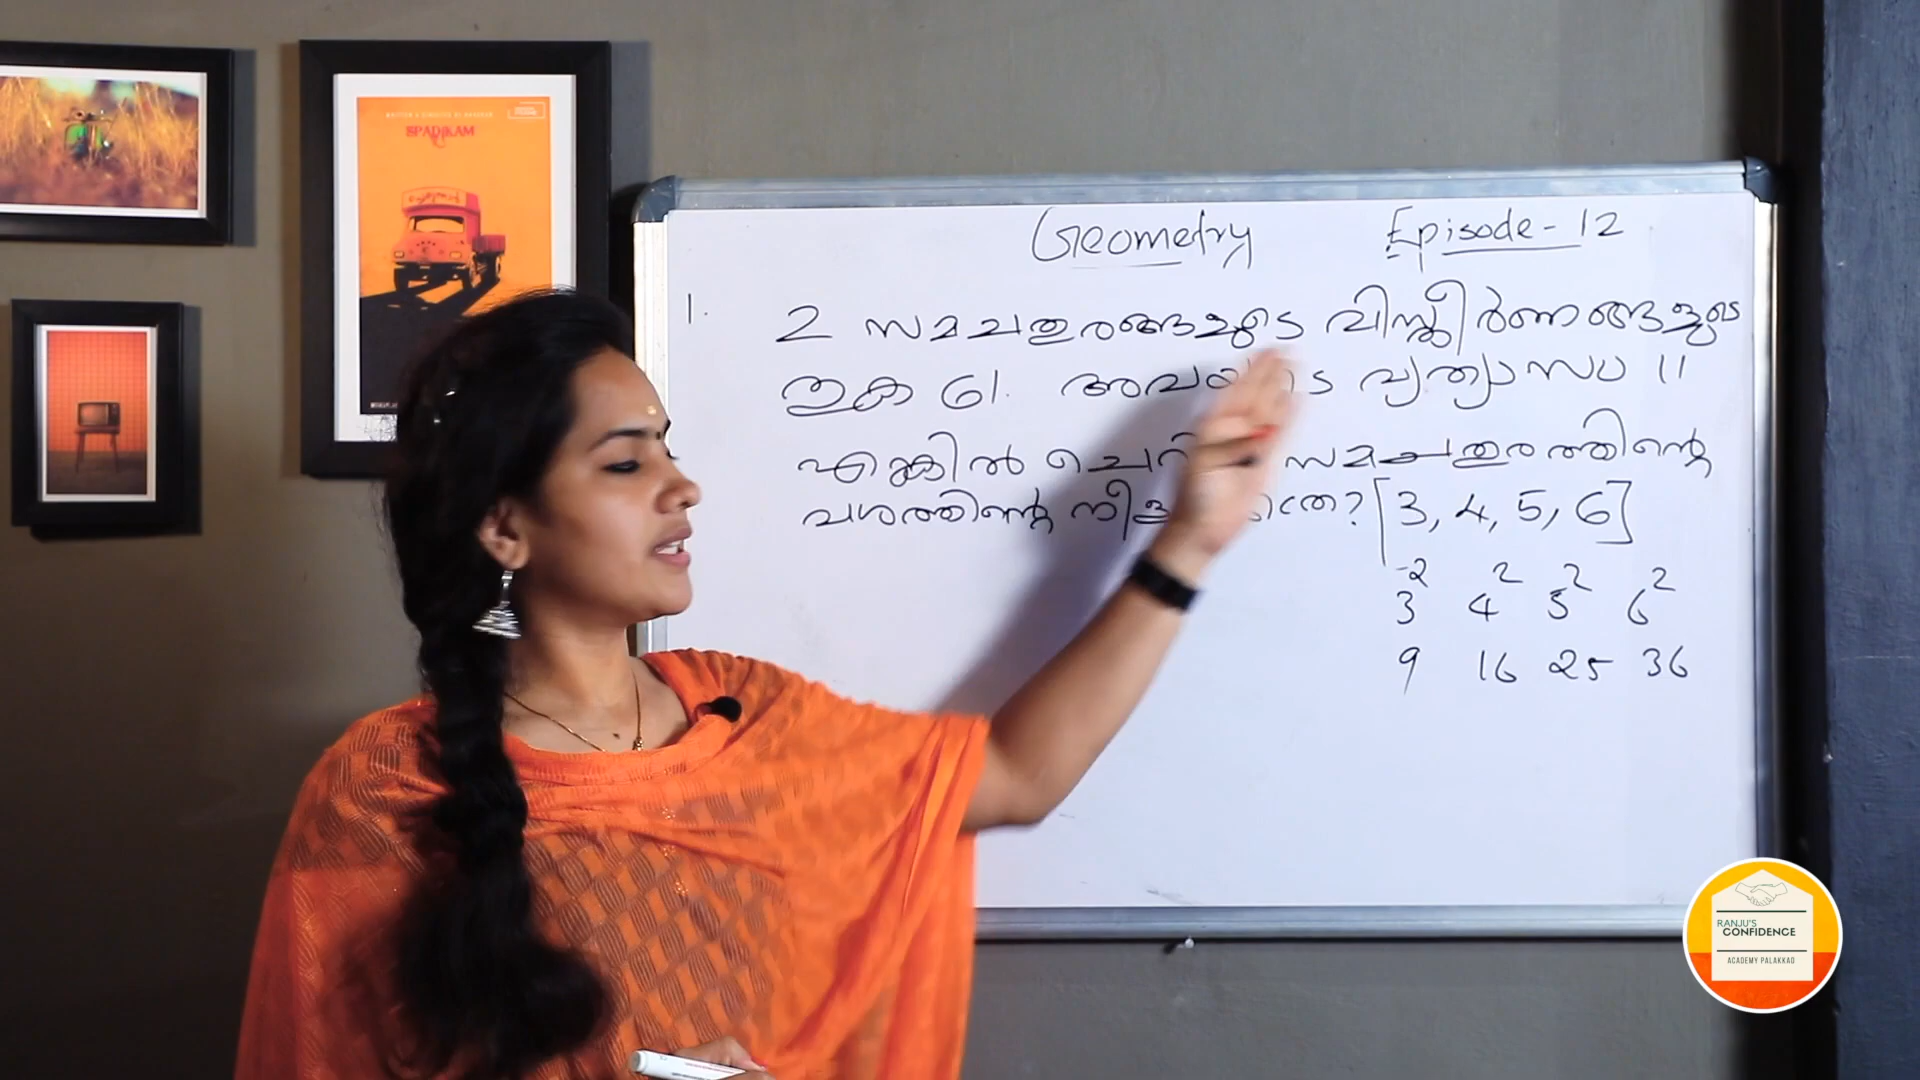 SPADIKAM
Geometry Episode-12
1. 2 സമചതുരങ്ങളുടെ വിസ്തീർണങ്ങളുടെ
തുക 61. വ്യത്യാസം 11
എങ്കിൽ സമചതുരത്തിന്റെ
വശത്തിന്റെ [3, 4, 5, 6]
3² 4² 5² 6²
9 16 25 36
RANJU'S
CONFIDENCE
ACADEMY PALAKKAD